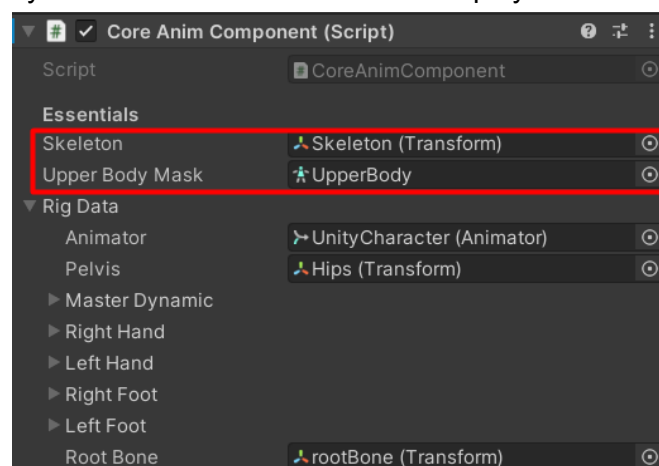 Core Anim Component (Script)
Script CoreAnimComponent
Essentials
Skeleton Skeleton (Transform)
Upper Body Mask UpperBody
Rig Data
Animator UnityCharacter (Animator)
Pelvis Hips (Transform)
Master Dynamic
Right Hand
Left Hand
Right Foot
Left Foot
Root Bone rootBone (Transform)